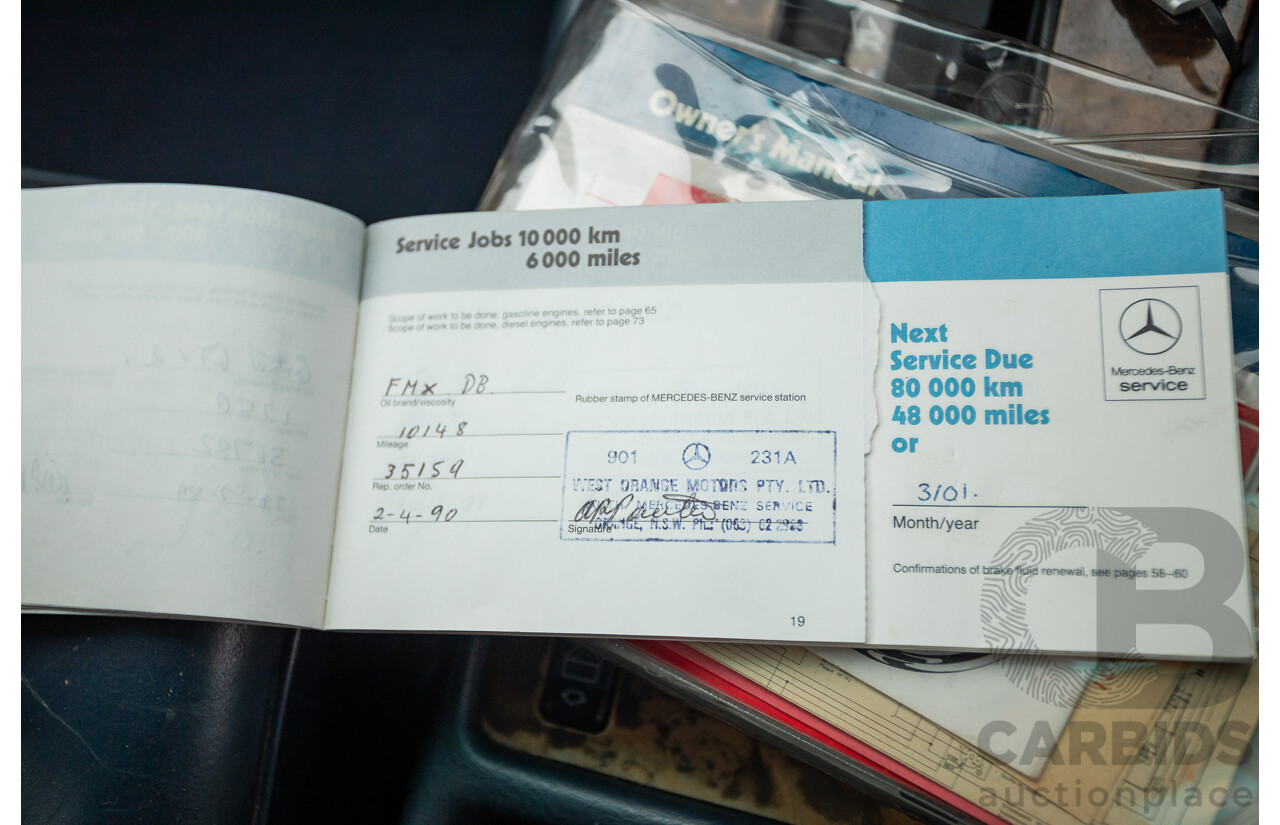 Owner's Manual
Service Jobs 10 000 km
6 000 miles
Scope of work to be done, gasoline engines, refer to page 65
Scope of work to be done, diesel engines, refer to page 73
FMX DB
Oil brand/viscosity
10148
Mileage
35159
Rep. order No.
2-4-90
Date
Rubber stamp of MERCEDES-BENZ service station
901 231A
WEST ORANGE MOTORS PTY. LTD.
MERCEDES-BENZ SERVICE
ORANGE, N.S.W. PH: (063) 62
Signature
19
Next
Service Due
80 000 km
48 000 miles
or
3/01.
Month/year
Confirmations of brake fluid renewal, see pages 58–60
Mercedes-Benz
service
CB
CARBIDS
auctionplace